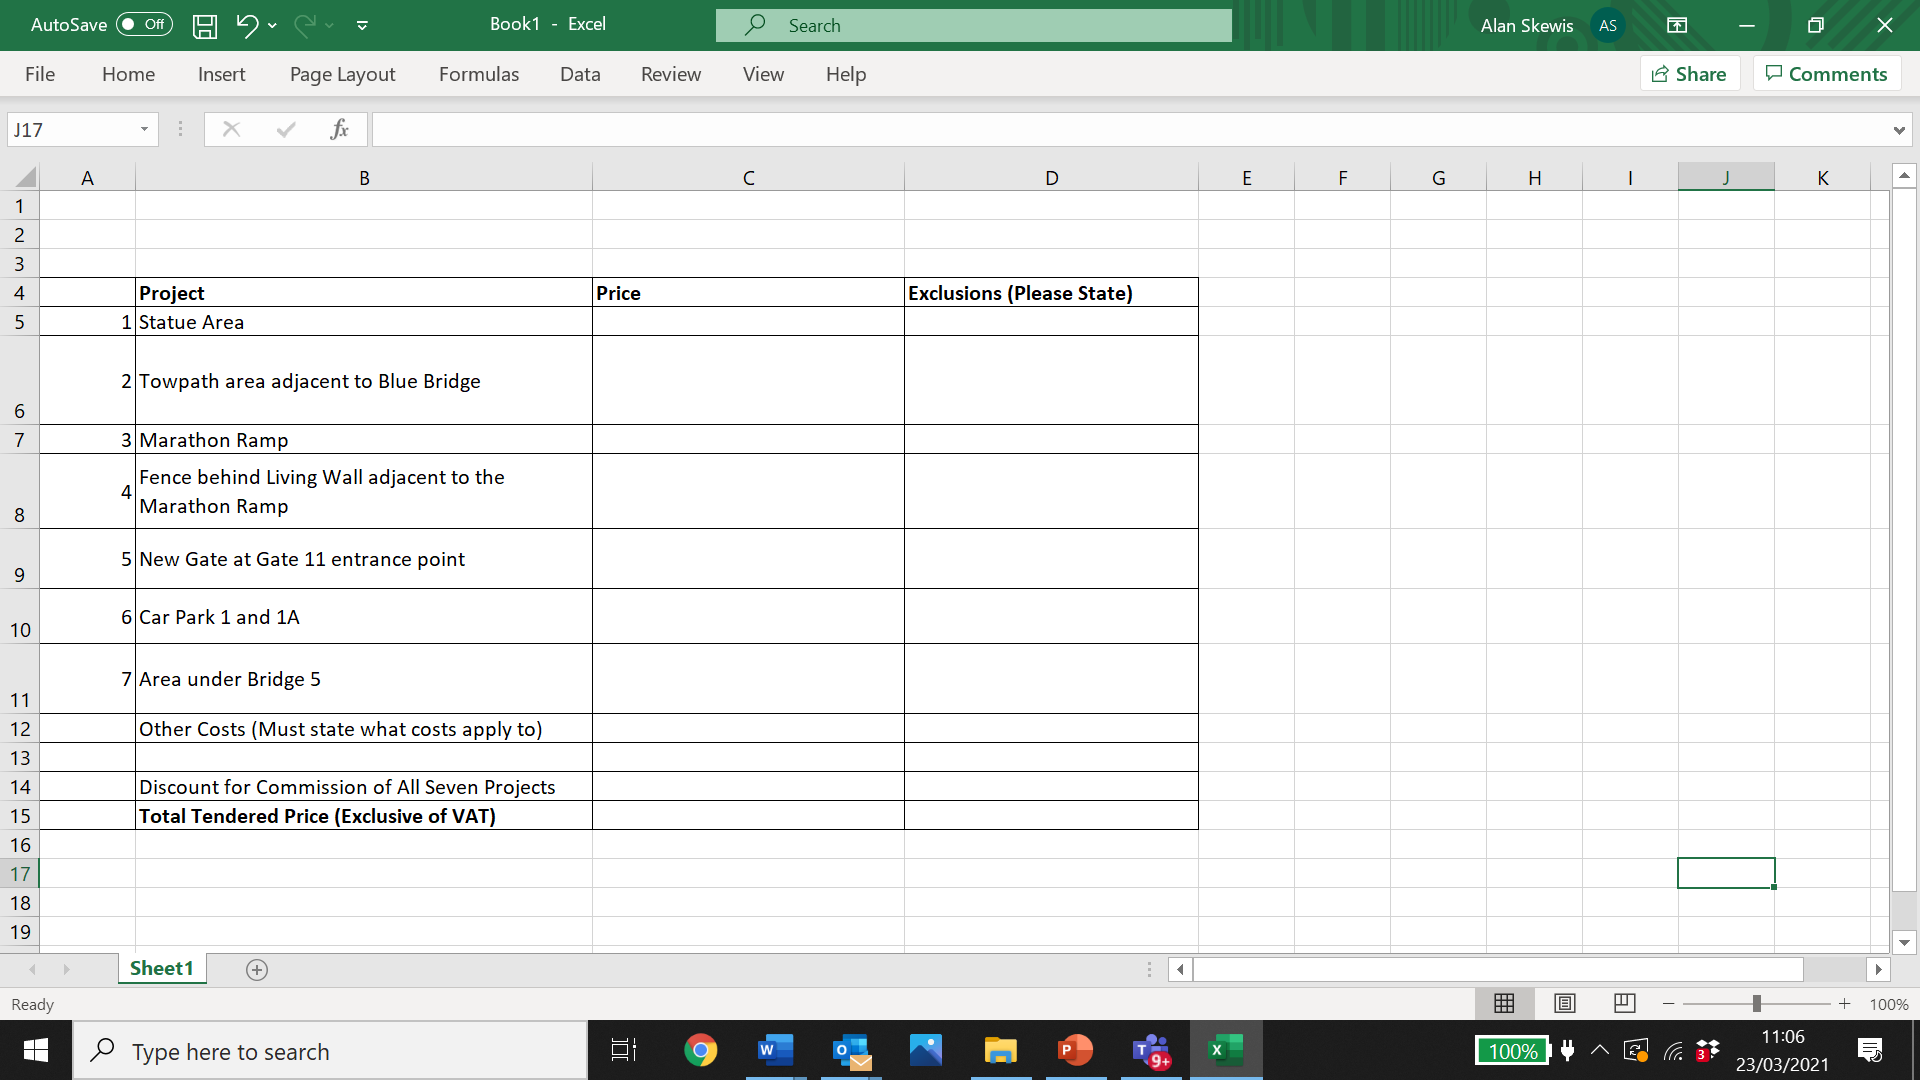 AutoSave Off Book1 - Excel Search Alan Skewis AS
File Home Insert Page Layout Formulas Data Review View Help Share Comments
J17 fx
A B C D E F G H I J K
1
2
3
4 Project Price Exclusions (Please State)
5 1 Statue Area
6 2 Towpath area adjacent to Blue Bridge
7 3 Marathon Ramp
8 4 Fence behind Living Wall adjacent to the
Marathon Ramp
9 5 New Gate at Gate 11 entrance point
10 6 Car Park 1 and 1A
11 7 Area under Bridge 5
12 Other Costs (Must state what costs apply to)
13
14 Discount for Commission of All Seven Projects
15 Total Tendered Price (Exclusive of VAT)
16
17
18
19
Sheet1
Ready 100%
Type here to search W O P T 9+ X 100% 3 11:06
23/03/2021